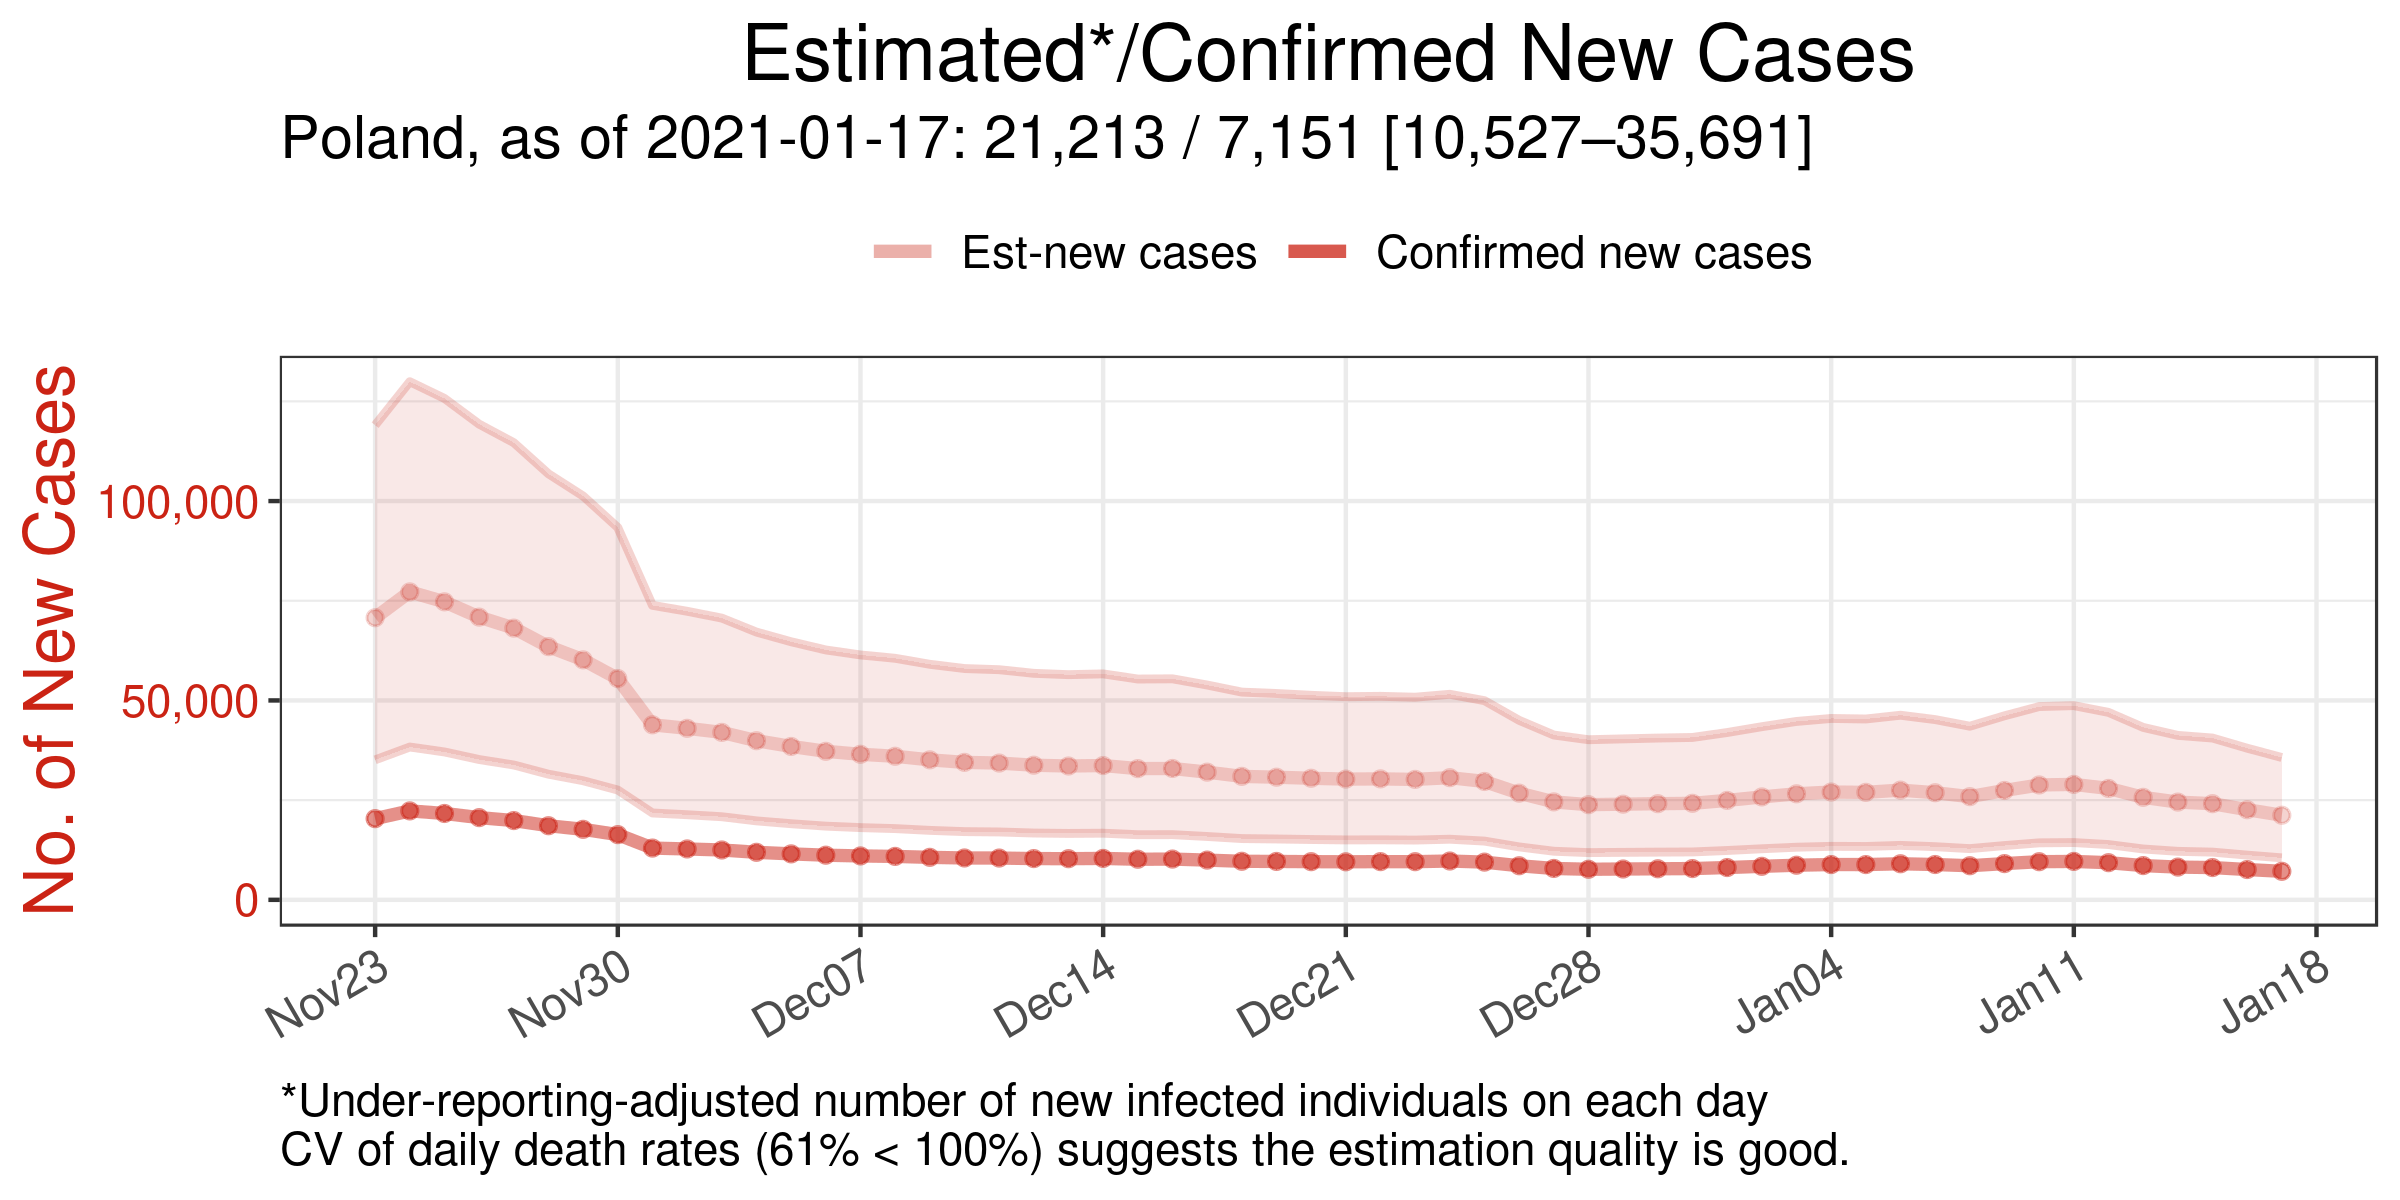 Estimated*/Confirmed New Cases
Poland, as of 2021-01-17: 21,213 / 7,151 [10,527–35,691]
Est-new cases
Confirmed new cases
No. of New Cases
100,000
50,000
0
Nov23
Nov30
Dec07
Dec14
Dec21
Dec28
Jan04
Jan11
Jan18
*Under-reporting-adjusted number of new infected individuals on each day
CV of daily death rates (61% < 100%) suggests the estimation quality is good.